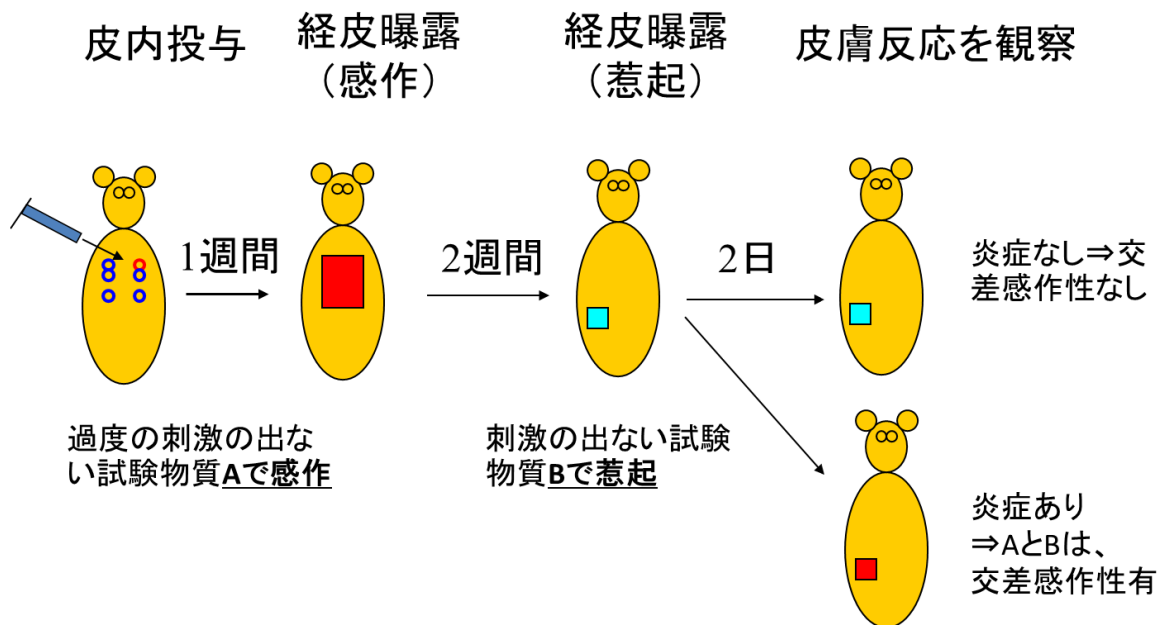 皮内投与
経皮曝露
(感作)
経皮曝露
(惹起)
皮膚反応を観察
1週間
2週間
2日
炎症なし⇒交
差感作性なし
過度の刺激の出な
い試験物質Aで感作
刺激の出ない試験
物質Bで惹起
炎症あり
⇒AとBは、
交差感作性有